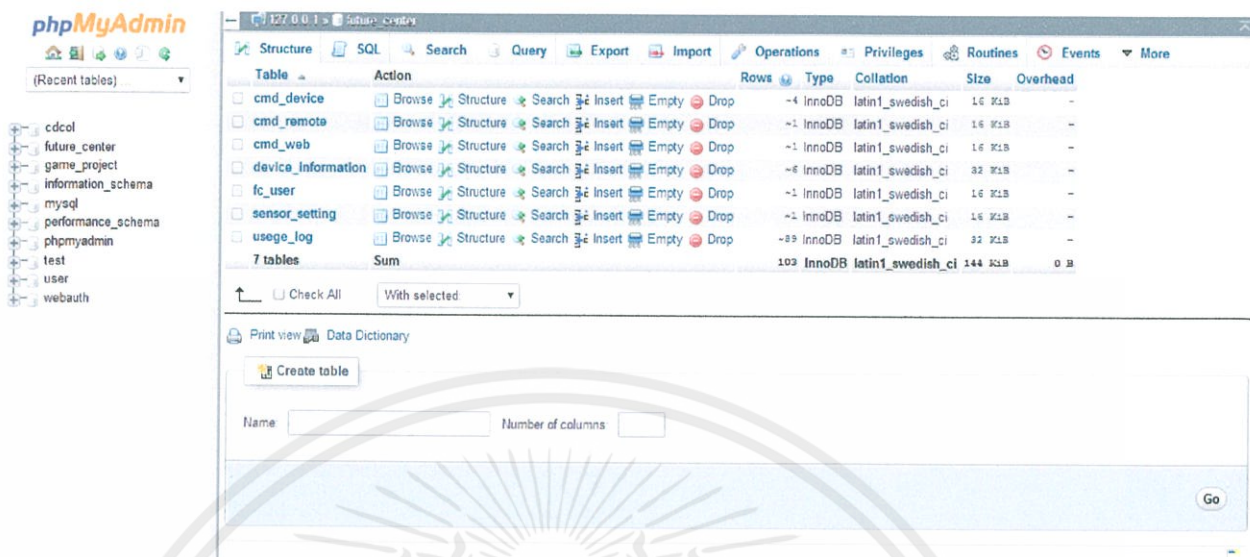 phpMyAdmin
(Recent tables)
cdcol
future_center
game_project
information_schema
mysql
performance_schema
phpmyadmin
test
user
webauth
127.0.0.1 » future_center
Structure SQL Search Query Export Import Operations Privileges Routines Events More
Table Action Rows Type Collation Size Overhead
cmd_device Browse Structure Search Insert Empty Drop ~4 InnoDB latin1_swedish_ci 16 KiB -
cmd_remote Browse Structure Search Insert Empty Drop ~1 InnoDB latin1_swedish_ci 16 KiB -
cmd_web Browse Structure Search Insert Empty Drop ~1 InnoDB latin1_swedish_ci 16 KiB -
device_information Browse Structure Search Insert Empty Drop ~6 InnoDB latin1_swedish_ci 32 KiB -
fc_user Browse Structure Search Insert Empty Drop ~1 InnoDB latin1_swedish_ci 16 KiB -
sensor_setting Browse Structure Search Insert Empty Drop ~1 InnoDB latin1_swedish_ci 16 KiB -
usege_log Browse Structure Search Insert Empty Drop ~89 InnoDB latin1_swedish_ci 32 KiB -
7 tables Sum 103 InnoDB latin1_swedish_ci 144 KiB 0 B
Check All With selected:
Print view Data Dictionary
Create table
Name: Number of columns:
Go